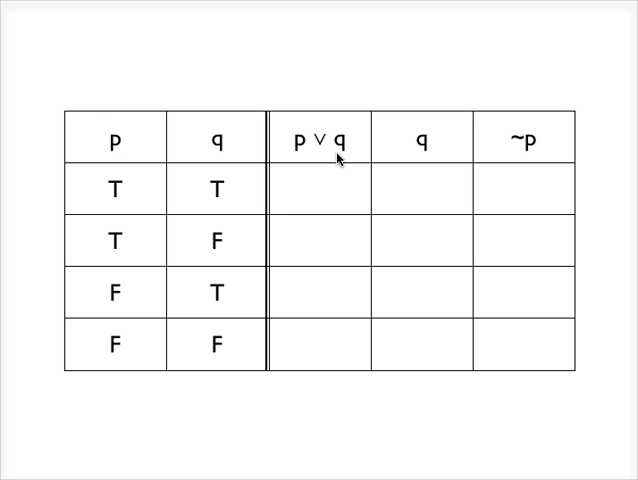 p q p ∨ q q ~p
T T
T F
F T
F F